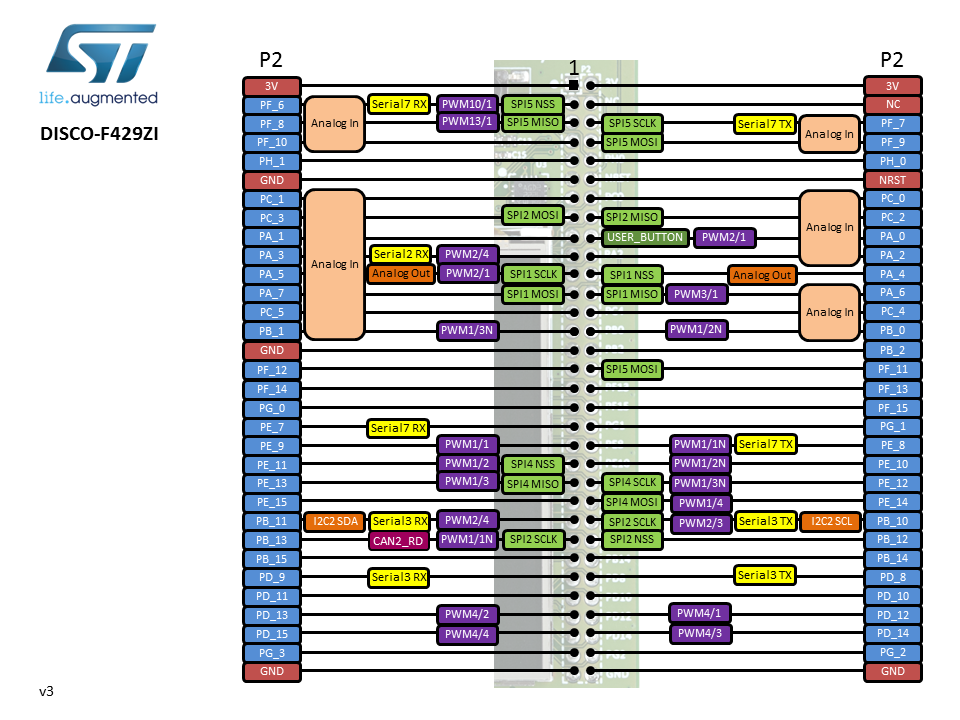 life.augmented
DISCO-F429ZI
P2 1 P2
3V 3V
PF_6 Serial7 RX PWM10/1 SPI5 NSS NC
PF_8 Analog In PWM13/1 SPI5 MISO SPI5 SCLK Serial7 TX Analog In PF_7
PF_10 SPI5 MOSI PF_9
PH_1 PH_0
GND NRST
PC_1 PC_0
PC_3 SPI2 MOSI SPI2 MISO PC_2
PA_1 USER_BUTTON PWM2/1 Analog In PA_0
PA_3 Serial2 RX PWM2/4 PA_2
PA_5 Analog In Analog Out PWM2/1 SPI1 SCLK SPI1 NSS Analog Out PA_4
PA_7 SPI1 MOSI SPI1 MISO PWM3/1 PA_6
PC_5 Analog In PC_4
PB_1 PWM1/3N PWM1/2N PB_0
GND PB_2
PF_12 SPI5 MOSI PF_11
PF_14 PF_13
PG_0 PF_15
PE_7 Serial7 RX PG_1
PE_9 PWM1/1 PWM1/1N Serial7 TX PE_8
PE_11 PWM1/2 SPI4 NSS PWM1/2N PE_10
PE_13 PWM1/3 SPI4 MISO SPI4 SCLK PWM1/3N PE_12
PE_15 SPI4 MOSI PWM1/4 PE_14
PB_11 I2C2 SDA Serial3 RX PWM2/4 SPI2 SCLK PWM2/3 Serial3 TX I2C2 SCL PB_10
PB_13 CAN2_RD PWM1/1N SPI2 SCLK SPI2 NSS PB_12
PB_15 PB_14
PD_9 Serial3 RX Serial3 TX PD_8
PD_11 PD_10
PD_13 PWM4/2 PWM4/1 PD_12
PD_15 PWM4/4 PWM4/3 PD_14
PG_3 PG_2
GND GND
v3